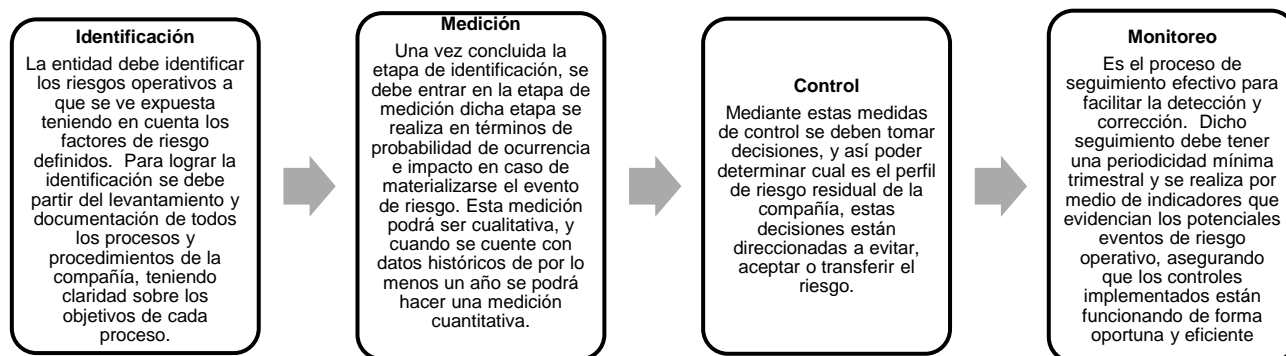 Identificación
La entidad debe identificar
los riesgos operativos a
que se ve expuesta
teniendo en cuenta los
factores de riesgo
definidos. Para lograr la
identificación se debe
partir del levantamiento y
documentación de todos
los procesos y
procedimientos de la
compañía, teniendo
claridad sobre los
objetivos de cada
proceso.
Medición
Una vez concluida la
etapa de identificación, se
debe entrar en la etapa de
medición dicha etapa se
realiza en términos de
probabilidad de ocurrencia
e impacto en caso de
materializarse el evento
de riesgo. Esta medición
podrá ser cualitativa, y
cuando se cuente con
datos históricos de por lo
menos un año se podrá
hacer una medición
cuantitativa.
Control
Mediante estas medidas
de control se deben tomar
decisiones, y así poder
determinar cual es el perfil
de riesgo residual de la
compañía, estas
decisiones están
direccionadas a evitar,
aceptar o transferir el
riesgo.
Monitoreo
Es el proceso de
seguimiento efectivo para
facilitar la detección y
corrección. Dicho
seguimiento debe tener
una periodicidad mínima
trimestral y se realiza por
medio de indicadores que
evidencian los potenciales
eventos de riesgo
operativo, asegurando
que los controles
implementados están
funcionando de forma
oportuna y eficiente